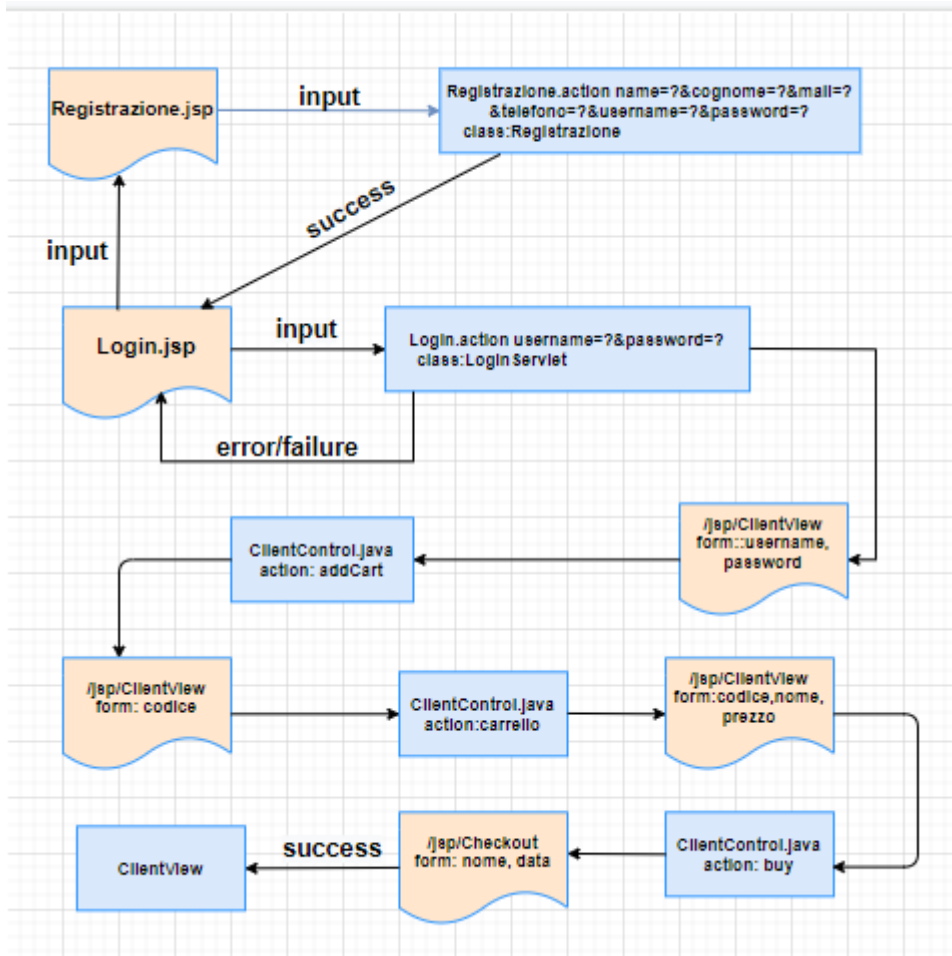 Registrazione.jsp
input
Registrazione.action name=?&cognome=?&mail=?
&telefono=?&username=?&password=?
class:Registrazione
success
input
Login.jsp
input
Login.action username=?&password=?
class:LoginServlet
error/failure
ClientControl.java
action: addCart
/jsp/ClientView
form::username,
password
/jsp/ClientView
form: codice
ClientControl.java
action:carrello
/jsp/ClientView
form:codice,nome,
prezzo
ClientView
success
/jsp/Checkout
form: nome, data
ClientControl.java
action: buy